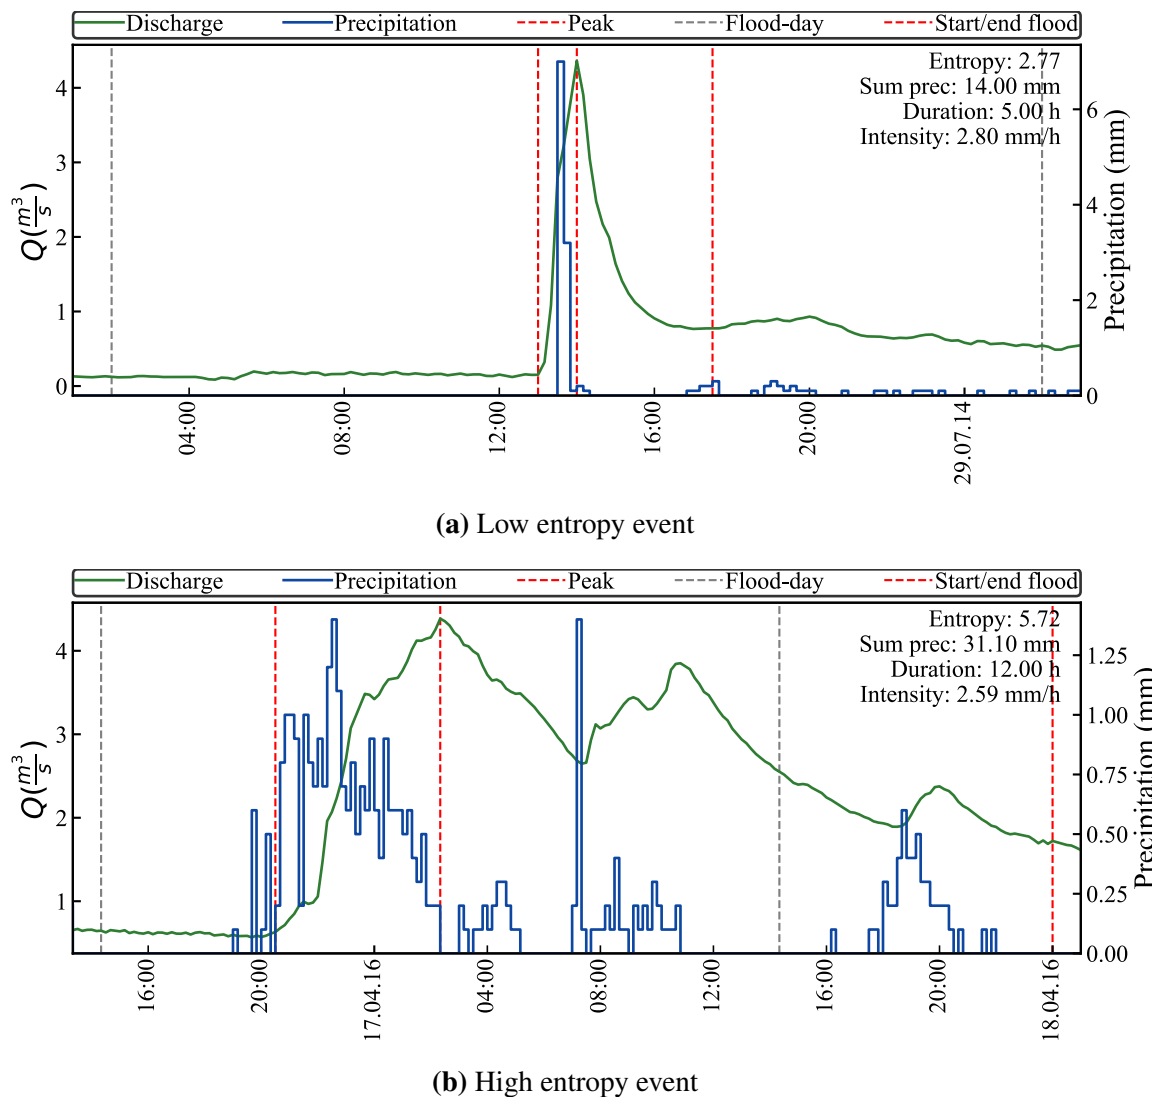 Discharge Precipitation Peak Flood-day Start/end flood
Entropy: 2.77
Sum prec: 14.00 mm
Duration: 5.00 h
Intensity: 2.80 mm/h
4
3
2
1
0
Q(m³/s)
6
4
2
0
Precipitation (mm)
04:00
08:00
12:00
16:00
20:00
29.07.14
(a) Low entropy event
Discharge Precipitation Peak Flood-day Start/end flood
Entropy: 5.72
Sum prec: 31.10 mm
Duration: 12.00 h
Intensity: 2.59 mm/h
4
3
2
1
Q(m³/s)
1.25
1.00
0.75
0.50
0.25
0.00
Precipitation (mm)
16:00
20:00
17.04.16
04:00
08:00
12:00
16:00
20:00
18.04.16
(b) High entropy event